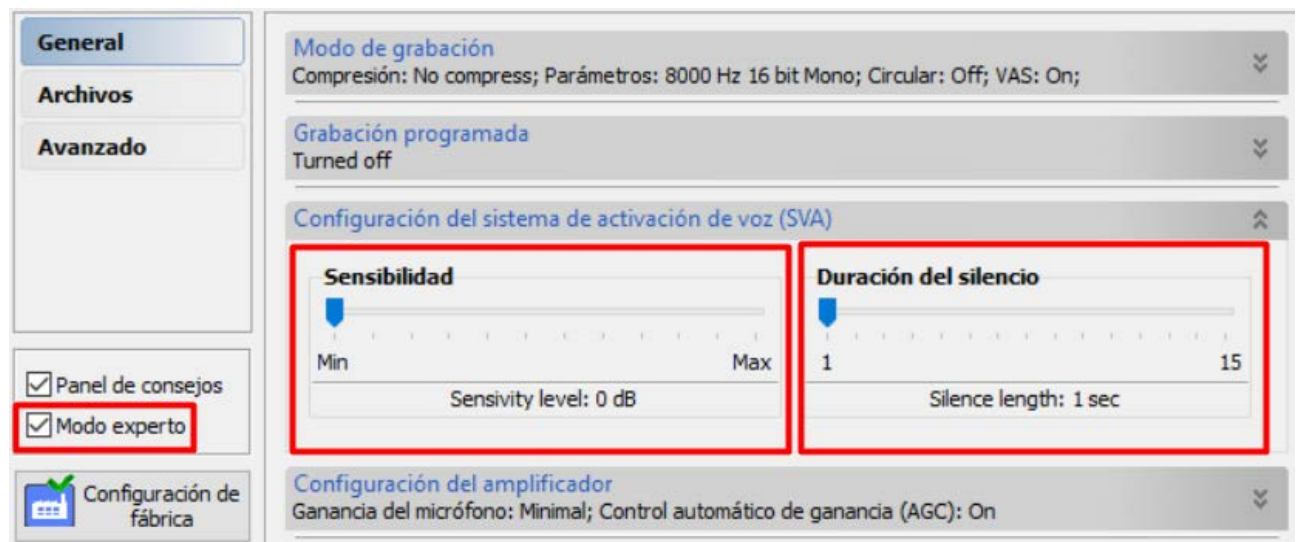 General
Archivos
Avanzado
Panel de consejos
Modo experto
Configuración de
fábrica
Modo de grabación
Compresión: No compress; Parámetros: 8000 Hz 16 bit Mono; Circular: Off; VAS: On;
Grabación programada
Turned off
Configuración del sistema de activación de voz (SVA)
Sensibilidad
Min Max
Sensivity level: 0 dB
Duración del silencio
1 15
Silence length: 1 sec
Configuración del amplificador
Ganancia del micrófono: Minimal; Control automático de ganancia (AGC): On